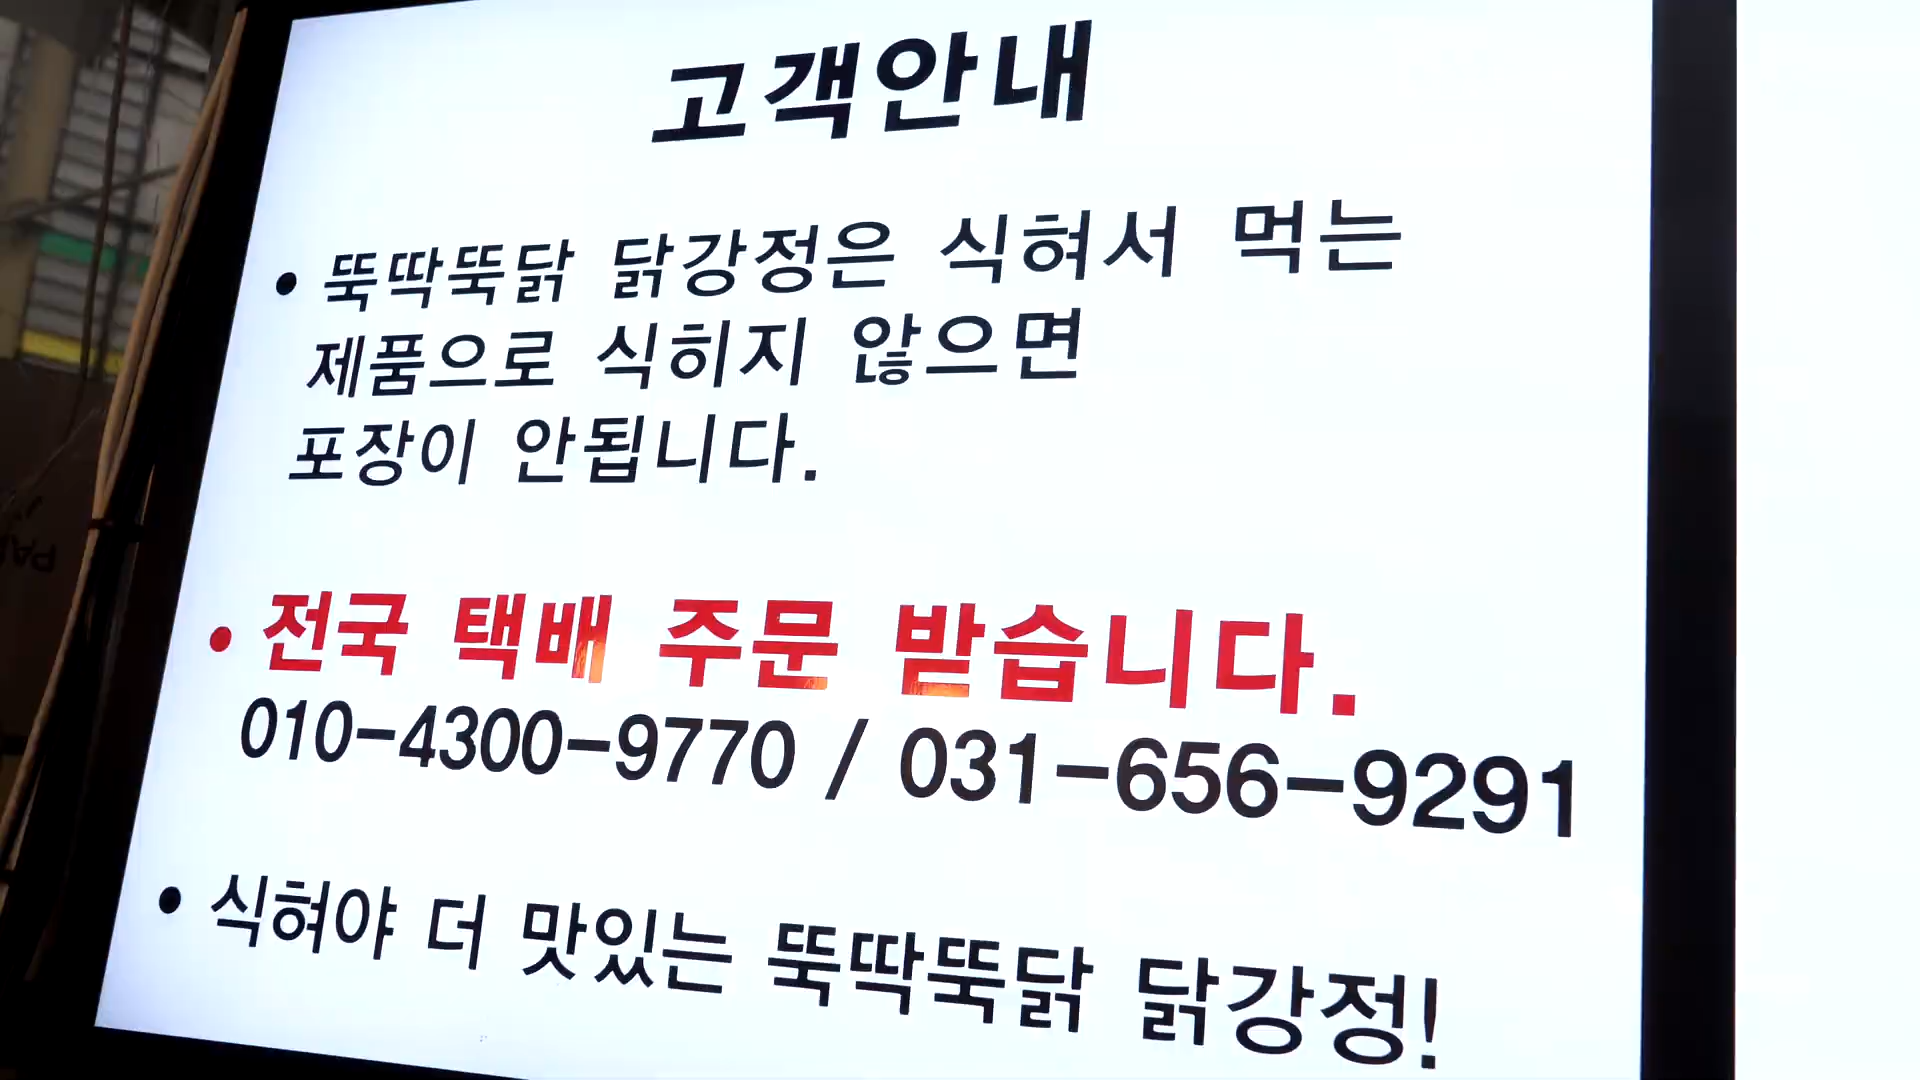 고객안내
• 뚝딱뚝닭 닭강정은 식혀서 먹는
제품으로 식히지 않으면
포장이 안됩니다.
• 전국 택배 주문 받습니다.
010-4300-9770 / 031-656-9291
• 식혀야 더 맛있는 뚝딱뚝닭 닭강정!